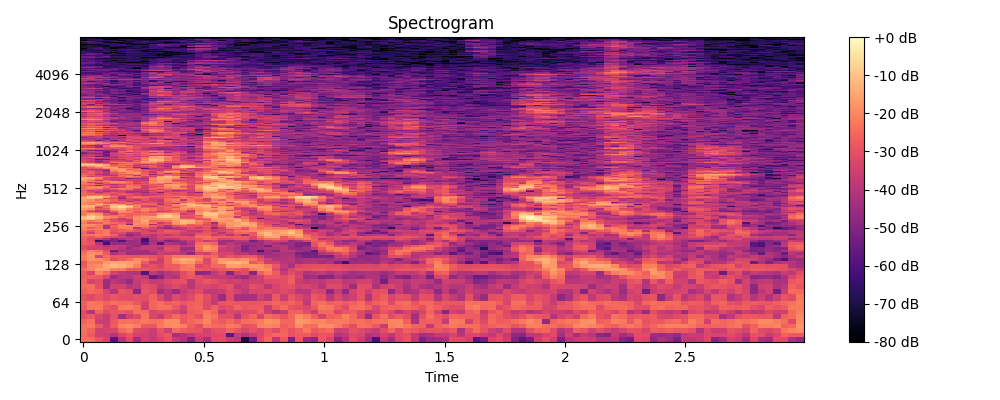 Spectrogram
Hz
4096
2048
1024
512
256
128
64
0
0
0.5
1
1.5
2
2.5
Time
+0 dB
-10 dB
-20 dB
-30 dB
-40 dB
-50 dB
-60 dB
-70 dB
-80 dB